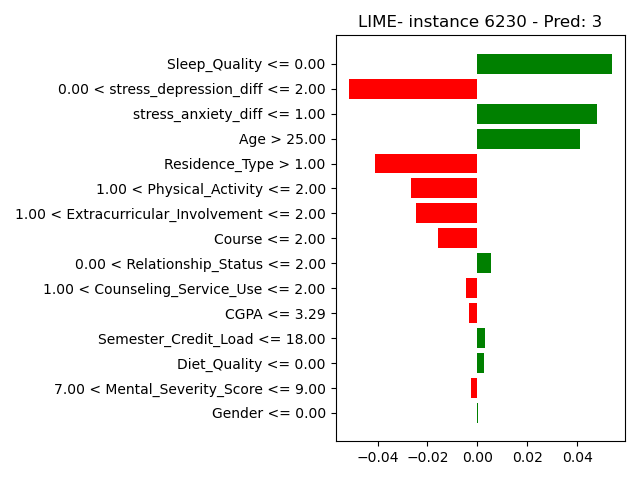 LIME- instance 6230 - Pred: 3
Sleep_Quality <= 0.00
0.00 < stress_depression_diff <= 2.00
stress_anxiety_diff <= 1.00
Age > 25.00
Residence_Type > 1.00
1.00 < Physical_Activity <= 2.00
1.00 < Extracurricular_Involvement <= 2.00
Course <= 2.00
0.00 < Relationship_Status <= 2.00
1.00 < Counseling_Service_Use <= 2.00
CGPA <= 3.29
Semester_Credit_Load <= 18.00
Diet_Quality <= 0.00
7.00 < Mental_Severity_Score <= 9.00
Gender <= 0.00
−0.04 −0.02 0.00 0.02 0.04